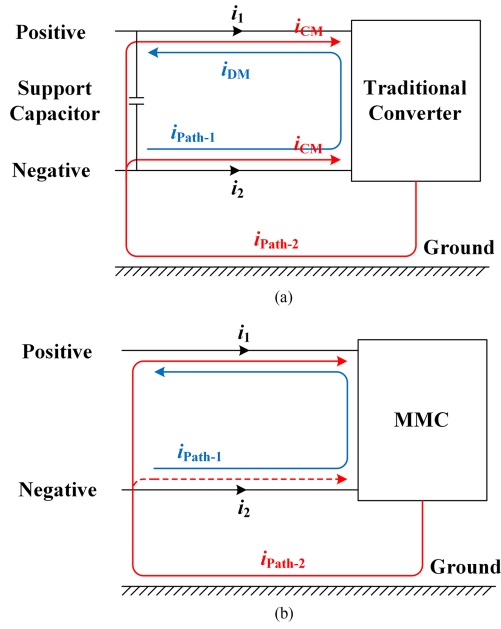 i1
Positive
iCM
iDM
Support
Capacitor
Traditional
Converter
iPath-1
iCM
Negative
i2
iPath-2
Ground
(a)
i1
Positive
MMC
iPath-1
Negative
i2
iPath-2
Ground
(b)